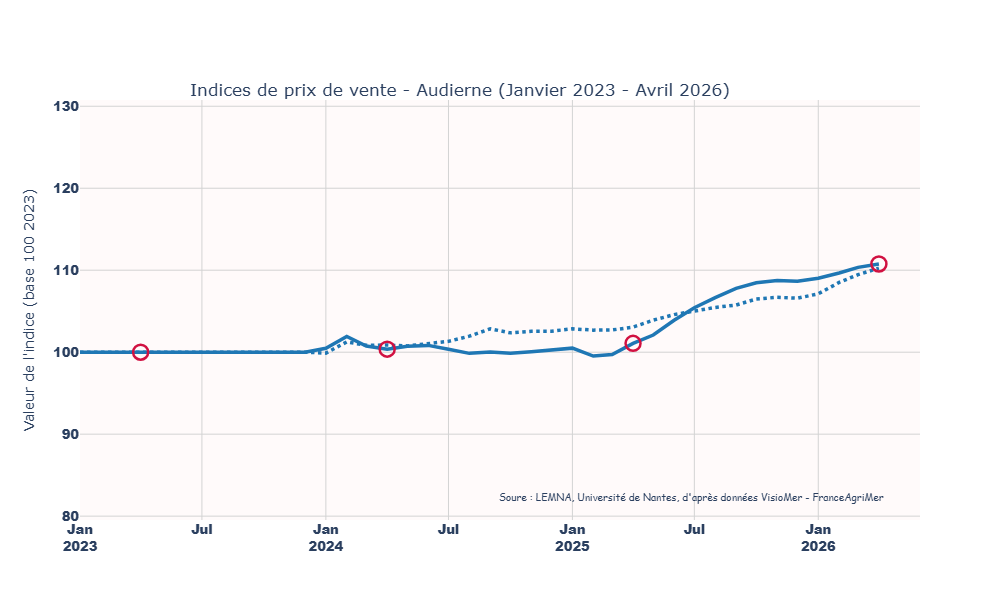 Indices de prix de vente - Audierne (Janvier 2023 - Avril 2026)
Valeur de l'indice (base 100 2023)
130
120
110
100
90
80
Jan
2023
Jul
Jan
2024
Jul
Jan
2025
Jul
Jan
2026
Soure : LEMNA, Université de Nantes, d'après données VisioMer - FranceAgriMer